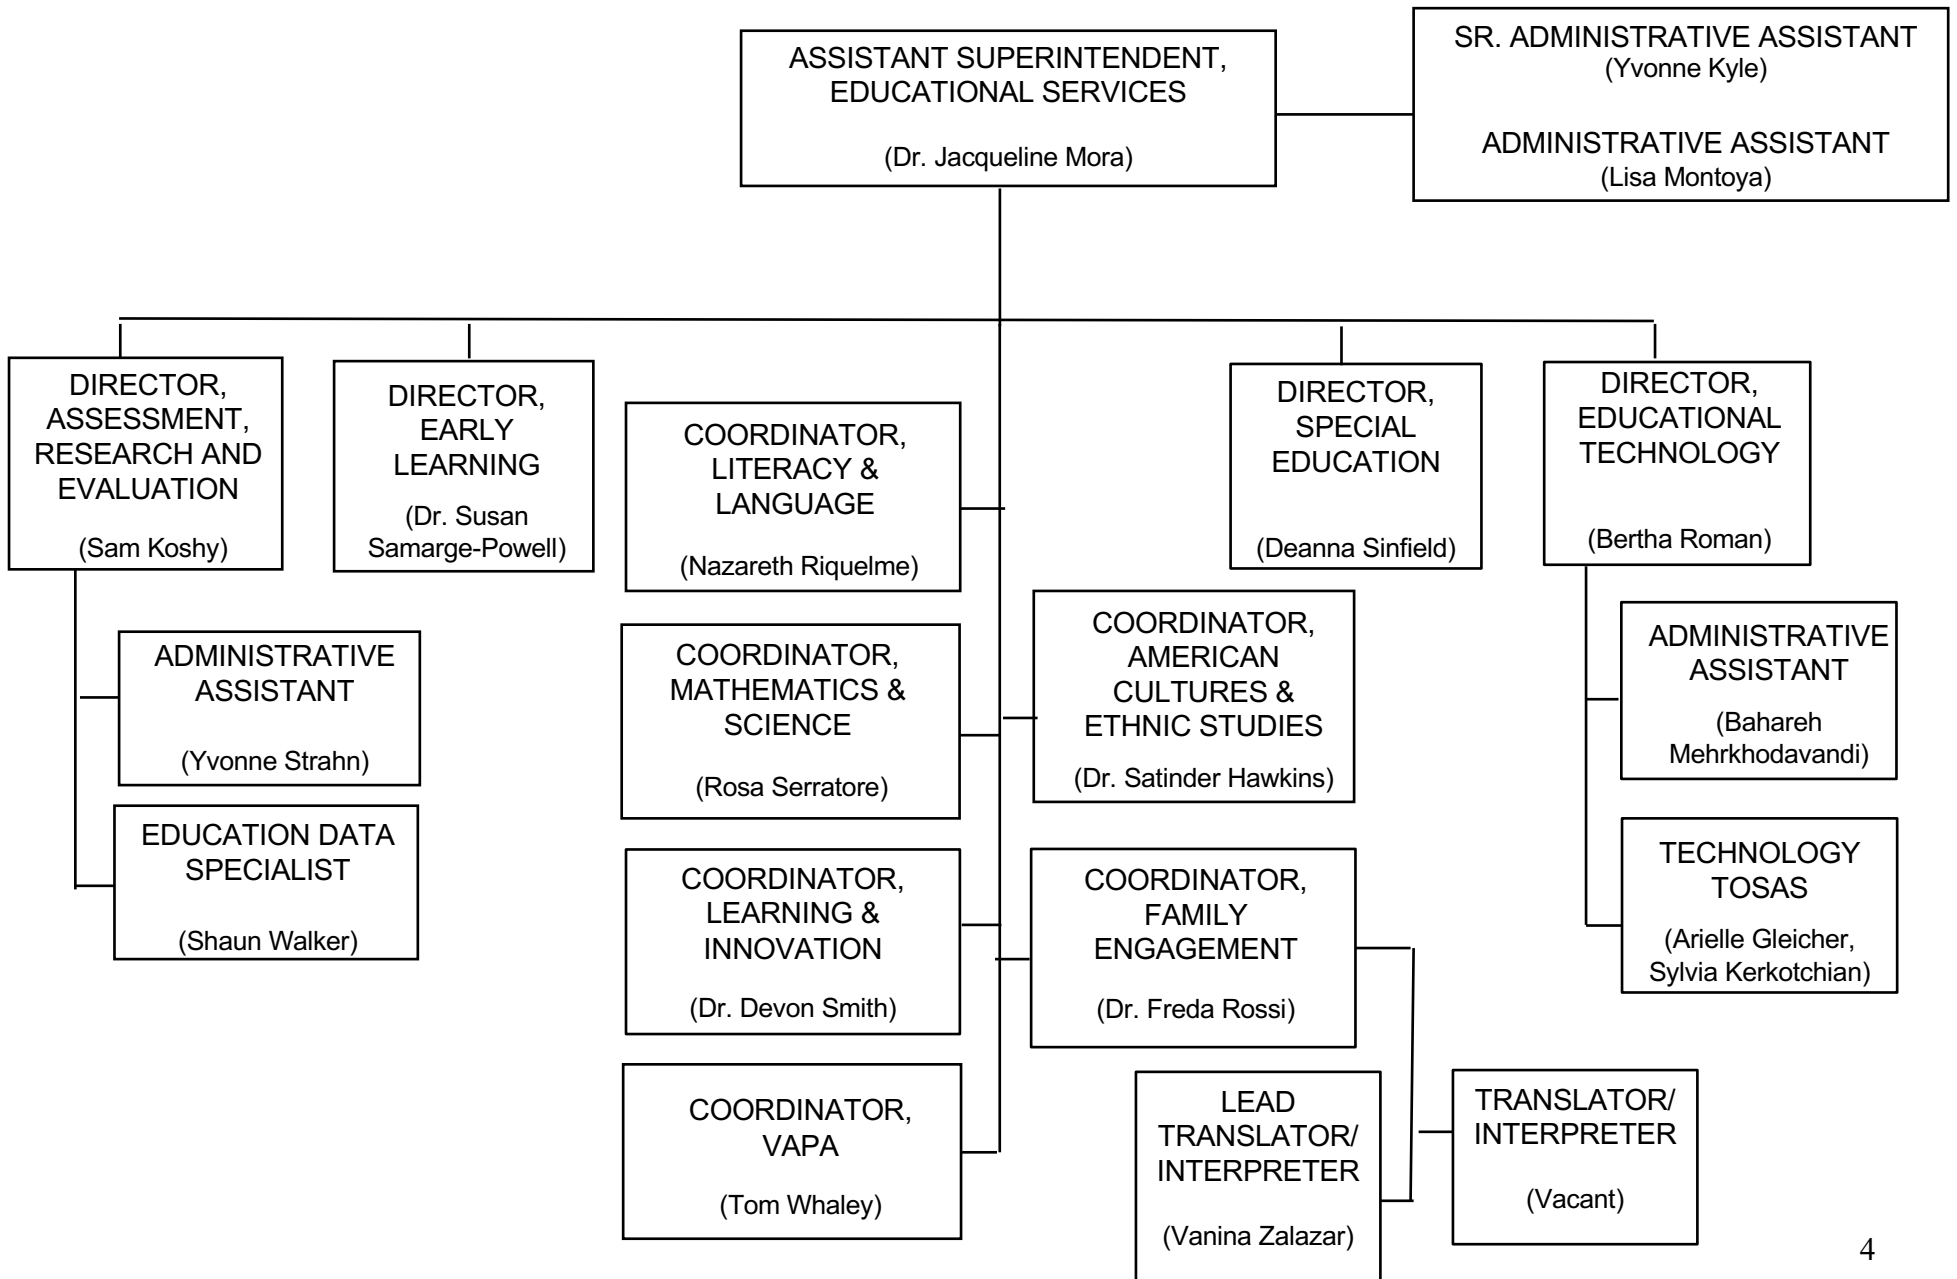 ASSISTANT SUPERINTENDENT,
EDUCATIONAL SERVICES
(Dr. Jacqueline Mora)
SR. ADMINISTRATIVE ASSISTANT
(Yvonne Kyle)
ADMINISTRATIVE ASSISTANT
(Lisa Montoya)
DIRECTOR,
ASSESSMENT,
RESEARCH AND
EVALUATION
(Sam Koshy)
DIRECTOR,
EARLY
LEARNING
(Dr. Susan
Samarge-Powell)
COORDINATOR,
LITERACY &
LANGUAGE
(Nazareth Riquelme)
DIRECTOR,
SPECIAL
EDUCATION
(Deanna Sinfield)
DIRECTOR,
EDUCATIONAL
TECHNOLOGY
(Bertha Roman)
ADMINISTRATIVE
ASSISTANT
(Yvonne Strahn)
COORDINATOR,
MATHEMATICS &
SCIENCE
(Rosa Serratore)
COORDINATOR,
AMERICAN
CULTURES &
ETHNIC STUDIES
(Dr. Satinder Hawkins)
ADMINISTRATIVE
ASSISTANT
(Bahareh
Mehrkhodavandi)
EDUCATION DATA
SPECIALIST
(Shaun Walker)
COORDINATOR,
LEARNING &
INNOVATION
(Dr. Devon Smith)
COORDINATOR,
FAMILY
ENGAGEMENT
(Dr. Freda Rossi)
TECHNOLOGY
TOSAS
(Arielle Gleicher,
Sylvia Kerkotchian)
COORDINATOR,
VAPA
(Tom Whaley)
LEAD
TRANSLATOR/
INTERPRETER
(Vanina Zalazar)
TRANSLATOR/
INTERPRETER
(Vacant)
4